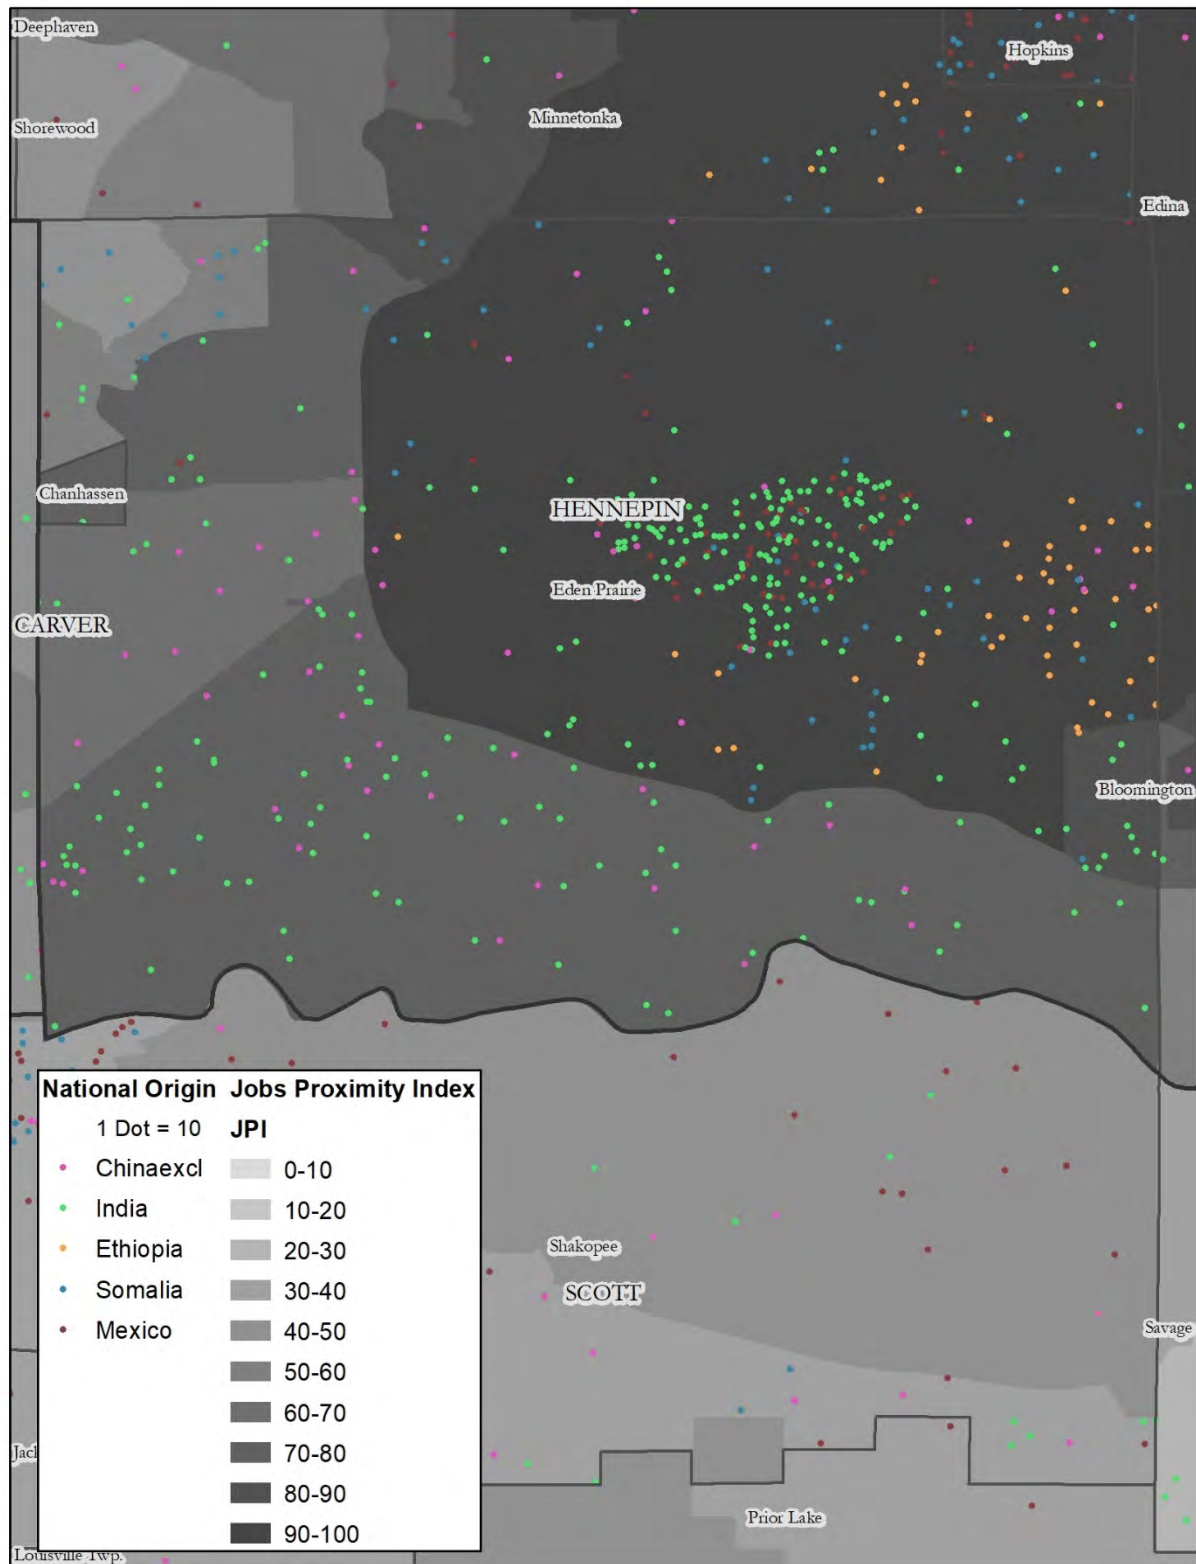 Deephaven
Hopkins
Minnetonka
Shorewood
Edina
Chanhassen
HENNEPIN
Eden Prairie
CARVER
Bloomington
National Origin Jobs Proximity Index
1 Dot = 10 JPI
Chinaexcl 0-10
India 10-20
Ethiopia 20-30
Somalia 30-40
Mexico 40-50
50-60
60-70
70-80
80-90
90-100
Shakopee
SCOTT
Savage
Jac
Prior Lake
Louisville Twp.